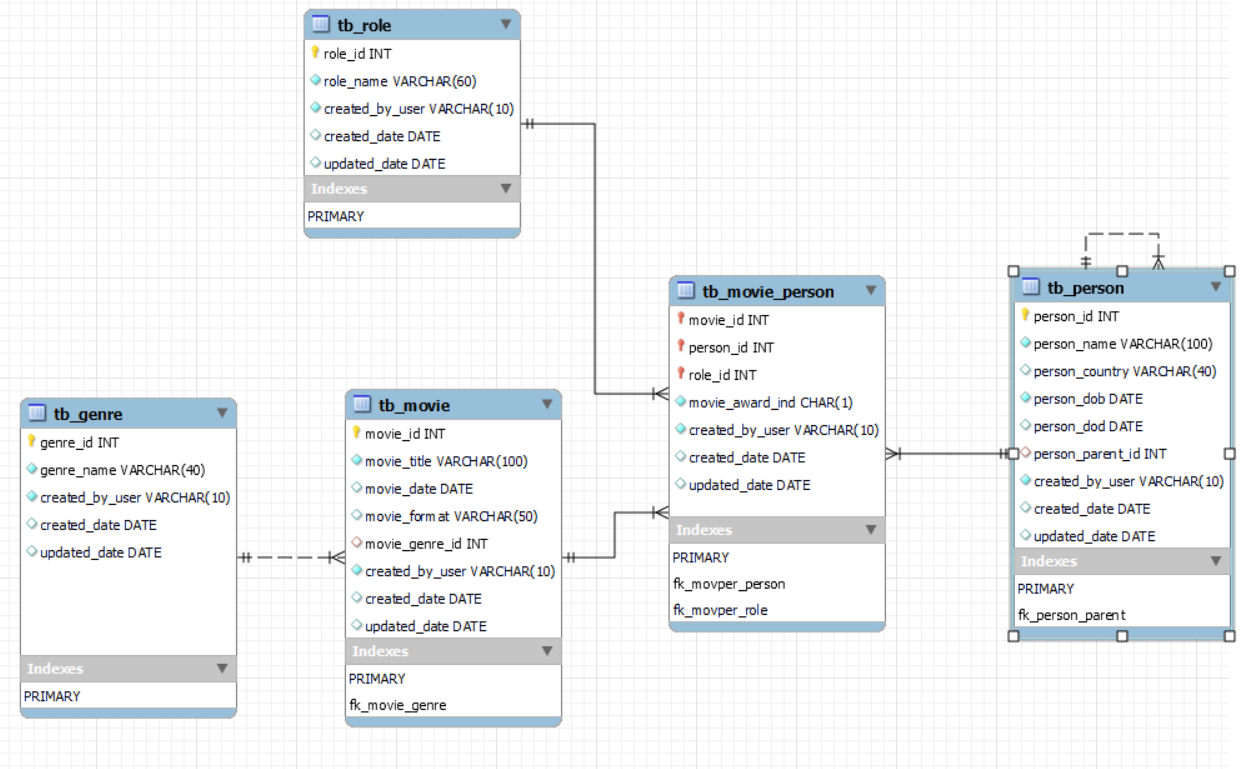 tb_role
role_id INT
role_name VARCHAR(60)
created_by_user VARCHAR(10)
created_date DATE
updated_date DATE
Indexes
PRIMARY
tb_genre
genre_id INT
genre_name VARCHAR(40)
created_by_user VARCHAR(10)
created_date DATE
updated_date DATE
Indexes
PRIMARY
tb_movie
movie_id INT
movie_title VARCHAR(100)
movie_date DATE
movie_format VARCHAR(50)
movie_genre_id INT
created_by_user VARCHAR(10)
created_date DATE
updated_date DATE
Indexes
PRIMARY
fk_movie_genre
tb_movie_person
movie_id INT
person_id INT
role_id INT
movie_award_ind CHAR(1)
created_by_user VARCHAR(10)
created_date DATE
updated_date DATE
Indexes
PRIMARY
fk_movper_person
fk_movper_role
tb_person
person_id INT
person_name VARCHAR(100)
person_country VARCHAR(40)
person_dob DATE
person_dod DATE
person_parent_id INT
created_by_user VARCHAR(10)
created_date DATE
updated_date DATE
Indexes
PRIMARY
fk_person_parent